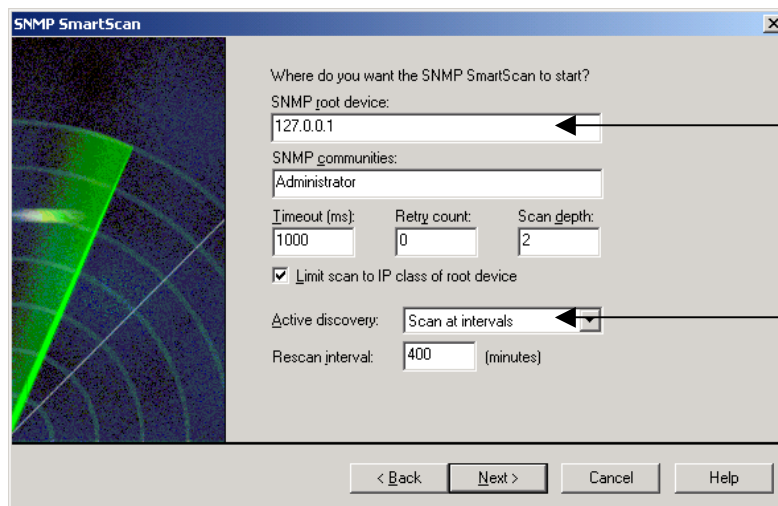 SNMP SmartScan
Where do you want the SNMP SmartScan to start?
SNMP root device:
127.0.0.1
SNMP communities:
Administrator
Timeout (ms): Retry count: Scan depth:
1000 0 2
Limit scan to IP class of root device
Active discovery: Scan at intervals
Rescan interval: 400 (minutes)
< Back Next > Cancel Help